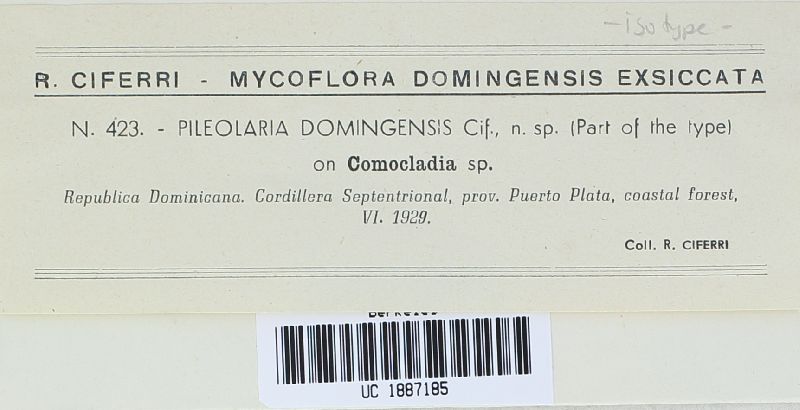 - isotype -
R. CIFERRI - MYCOFLORA DOMINGENSIS EXSICCATA
N. 423. - PILEOLARIA DOMINGENSIS Cif., n. sp. (Part of the type)
on Comocladia sp.
Republica Dominicana. Cordillera Septentrional, prov. Puerto Plata, coastal forest,
VI. 1929.
Coll. R. CIFERRI
UC 1887185